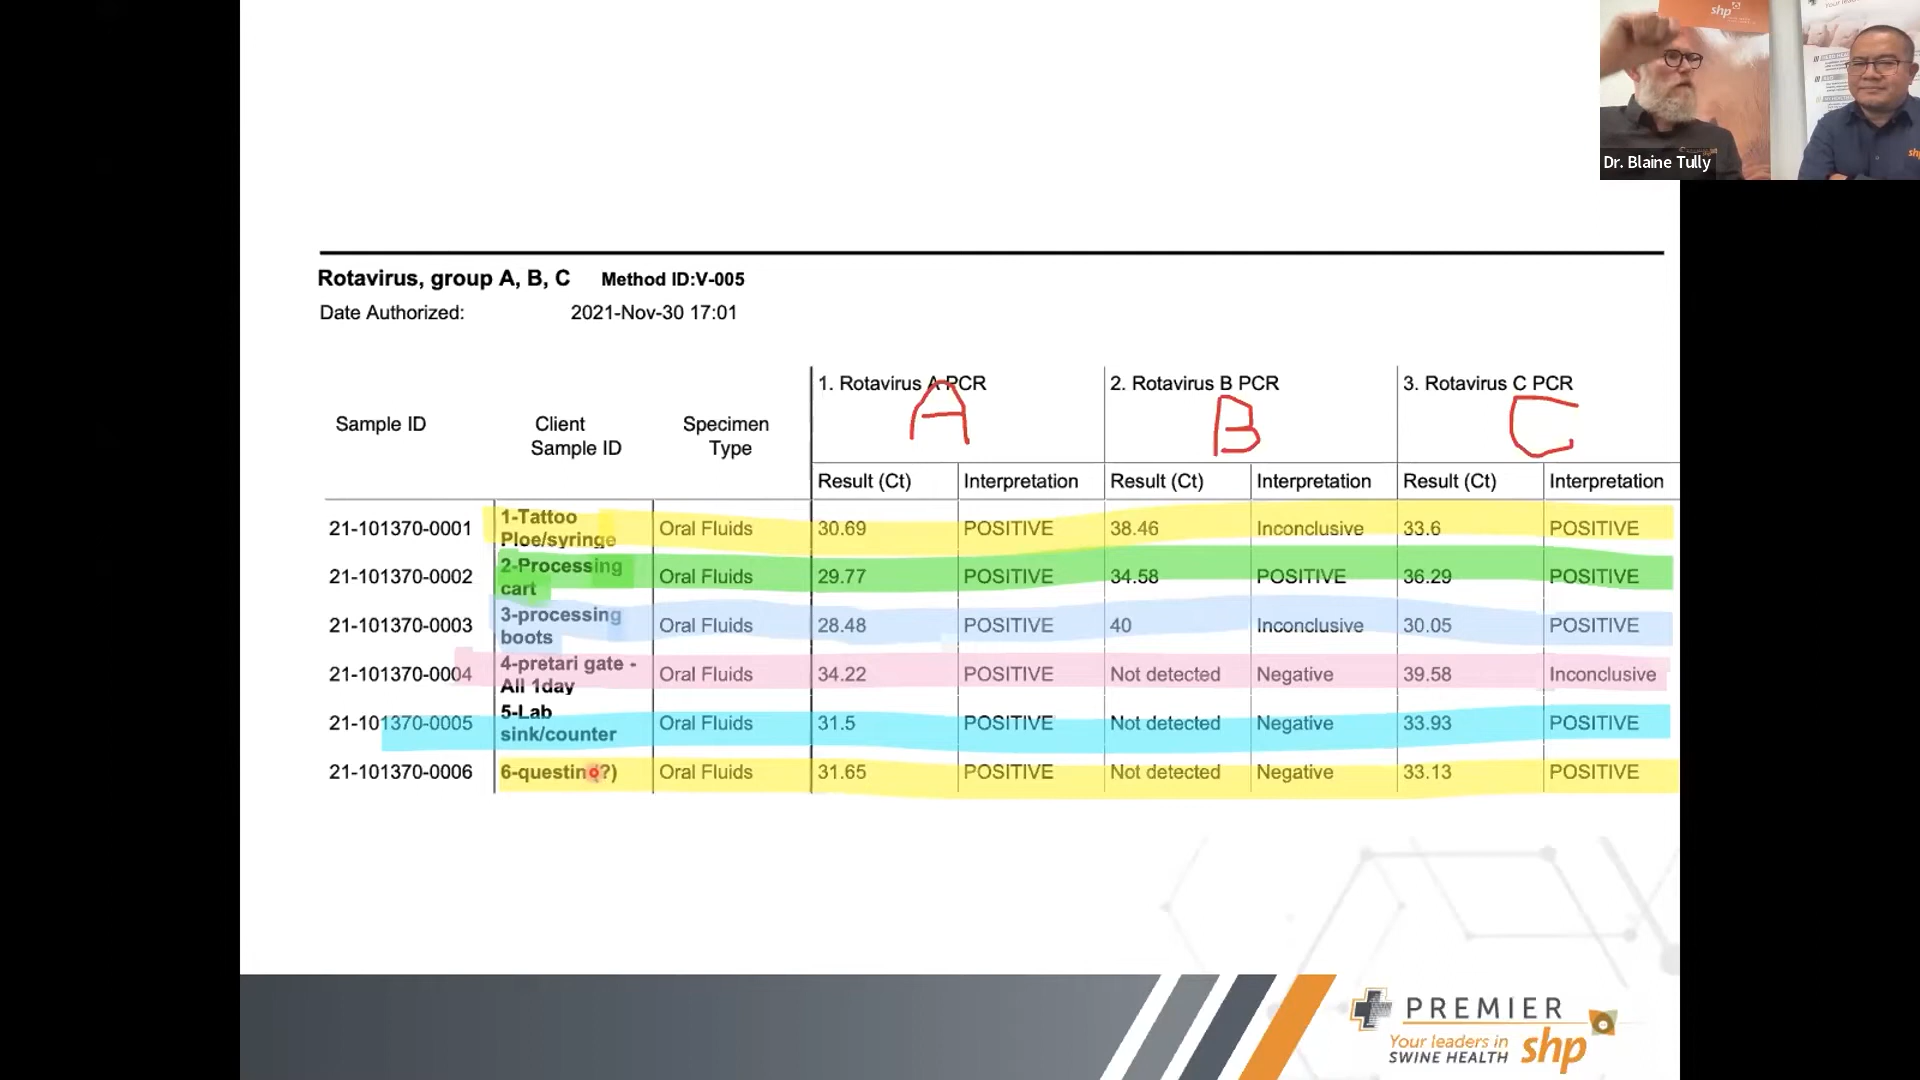 shp
Dr. Blaine Tully
Rotavirus, group A, B, C Method ID:V-005
Date Authorized: 2021-Nov-30 17:01
1. Rotavirus A PCR 2. Rotavirus B PCR 3. Rotavirus C PCR
A B C
Sample ID Client Sample ID Specimen Type
Result (Ct) Interpretation Result (Ct) Interpretation Result (Ct) Interpretation
21-101370-0001 1-Tattoo Ploe/syringe Oral Fluids 30.69 POSITIVE 38.46 Inconclusive 33.6 POSITIVE
21-101370-0002 2-Processing cart Oral Fluids 29.77 POSITIVE 34.58 POSITIVE 36.29 POSITIVE
21-101370-0003 3-processing boots Oral Fluids 28.48 POSITIVE 40 Inconclusive 30.05 POSITIVE
21-101370-0004 4-pretari gate - All 1day Oral Fluids 34.22 POSITIVE Not detected Negative 39.58 Inconclusive
21-101370-0005 5-Lab sink/counter Oral Fluids 31.5 POSITIVE Not detected Negative 33.93 POSITIVE
21-101370-0006 Oral Fluids 31.65 POSITIVE Not detected Negative 33.13 POSITIVE
PREMIER
Your leaders in
SWINE HEALTH shp